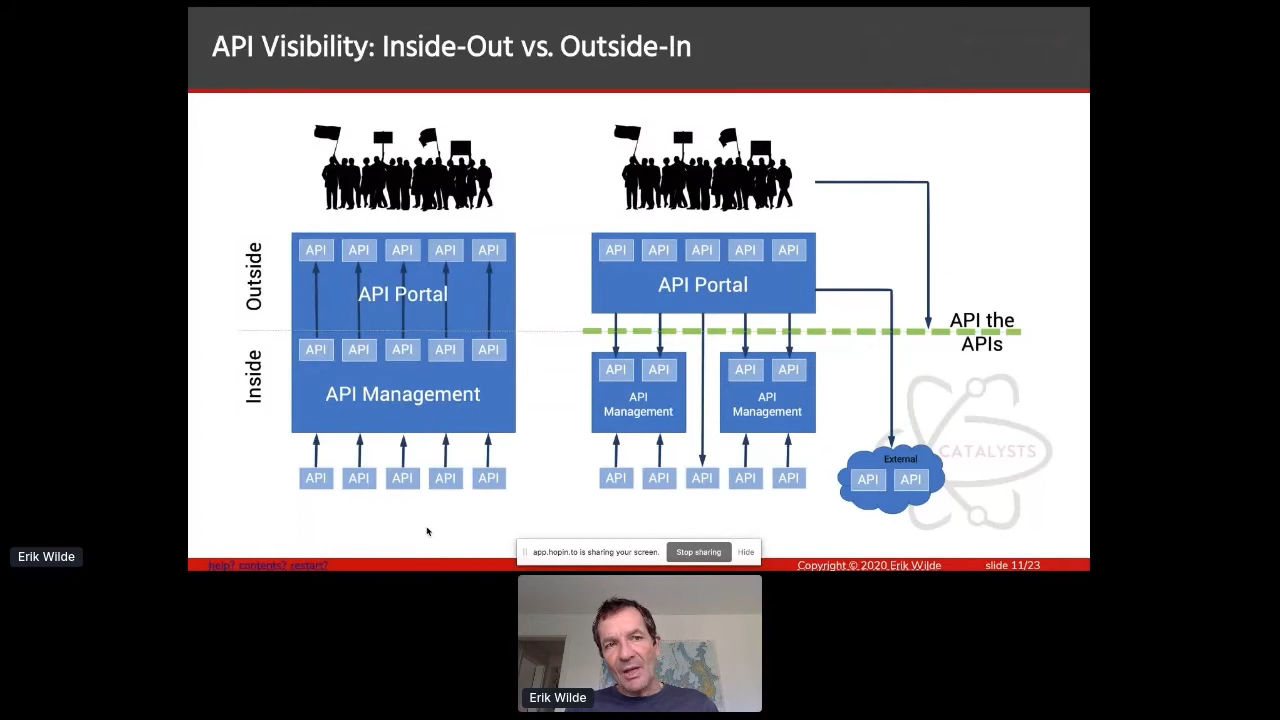 API Visibility: Inside-Out vs. Outside-In
Outside
Inside
API API API API API
API Portal
API API API API API
API Management
API API API API API
API API API API API
API Portal
API the
APIs
API API
API
Management
API API
API
Management
API API API API API
External
API API
CATALYSTS
Erik Wilde
app.hopin.to is sharing your screen. Stop sharing Hide
help? contents? restart? Copyright © 2020 Erik Wilde slide 11/23
Erik Wilde